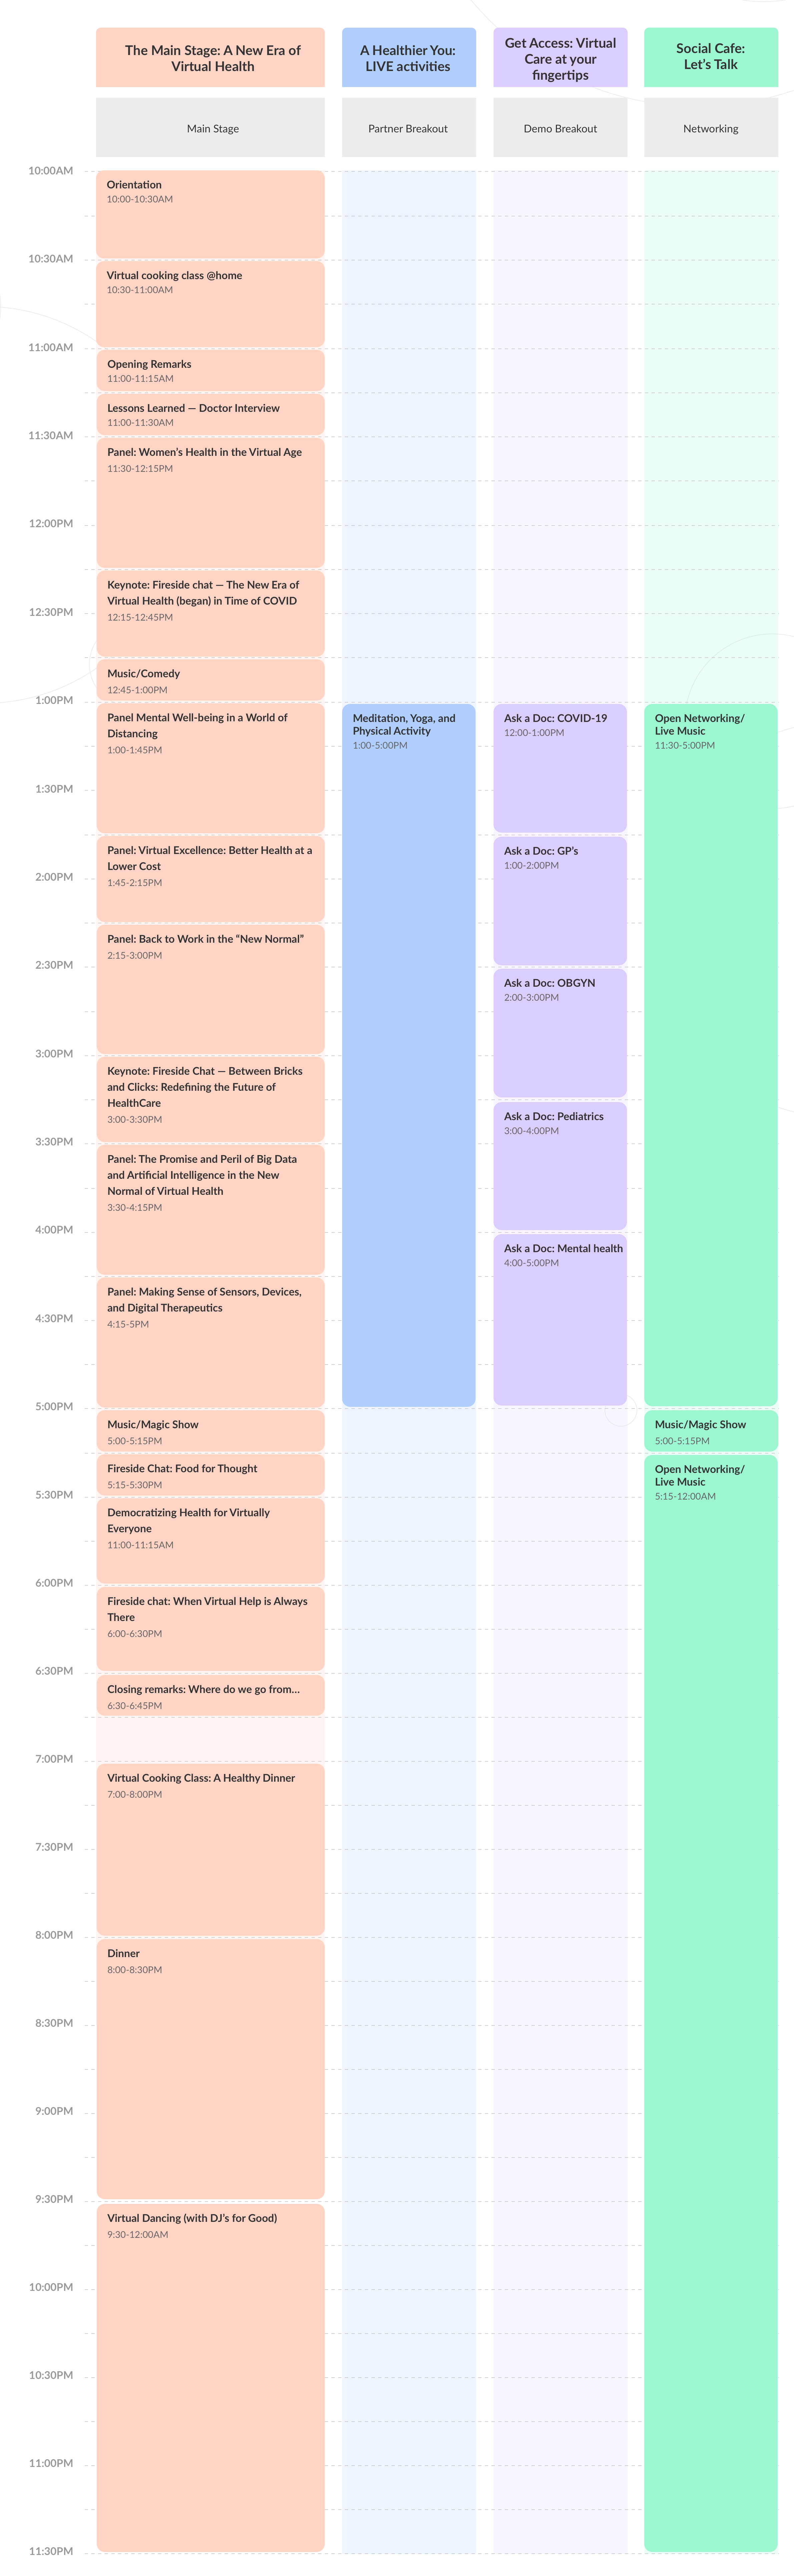 The Main Stage: A New Era of
Virtual Health
A Healthier You:
LIVE activities
Get Access: Virtual
Care at your
fingertips
Social Cafe:
Let's Talk
Main Stage
Partner Breakout
Demo Breakout
Networking
10:00AM
Orientation
10:00-10:30AM
10:30AM
Virtual cooking class @home
10:30-11:00AM
11:00AM
Opening Remarks
11:00-11:15AM
Lessons Learned — Doctor Interview
11:00-11:30AM
11:30AM
Panel: Women's Health in the Virtual Age
11:30-12:15PM
12:00PM
Keynote: Fireside chat — The New Era of
Virtual Health (began) in Time of COVID
12:15-12:45PM
12:30PM
Music/Comedy
12:45-1:00PM
1:00PM
Panel Mental Well-being in a World of
Distancing
1:00-1:45PM
Meditation, Yoga, and
Physical Activity
1:00-5:00PM
Ask a Doc: COVID-19
12:00-1:00PM
Open Networking/
Live Music
11:30-5:00PM
1:30PM
Panel: Virtual Excellence: Better Health at a
Lower Cost
1:45-2:15PM
Ask a Doc: GP's
1:00-2:00PM
2:00PM
Panel: Back to Work in the “New Normal”
2:15-3:00PM
2:30PM
Ask a Doc: OBGYN
2:00-3:00PM
3:00PM
Keynote: Fireside Chat — Between Bricks
and Clicks: Redefining the Future of
HealthCare
3:00-3:30PM
Ask a Doc: Pediatrics
3:00-4:00PM
3:30PM
Panel: The Promise and Peril of Big Data
and Artificial Intelligence in the New
Normal of Virtual Health
3:30-4:15PM
4:00PM
Ask a Doc: Mental health
4:00-5:00PM
Panel: Making Sense of Sensors, Devices,
and Digital Therapeutics
4:15-5PM
4:30PM
5:00PM
Music/Magic Show
5:00-5:15PM
Music/Magic Show
5:00-5:15PM
Fireside Chat: Food for Thought
5:15-5:30PM
Open Networking/
Live Music
5:15-12:00AM
5:30PM
Democratizing Health for Virtually
Everyone
11:00-11:15AM
6:00PM
Fireside chat: When Virtual Help is Always
There
6:00-6:30PM
6:30PM
Closing remarks: Where do we go from...
6:30-6:45PM
7:00PM
Virtual Cooking Class: A Healthy Dinner
7:00-8:00PM
7:30PM
8:00PM
Dinner
8:00-8:30PM
8:30PM
9:00PM
9:30PM
Virtual Dancing (with DJ's for Good)
9:30-12:00AM
10:00PM
10:30PM
11:00PM
11:30PM